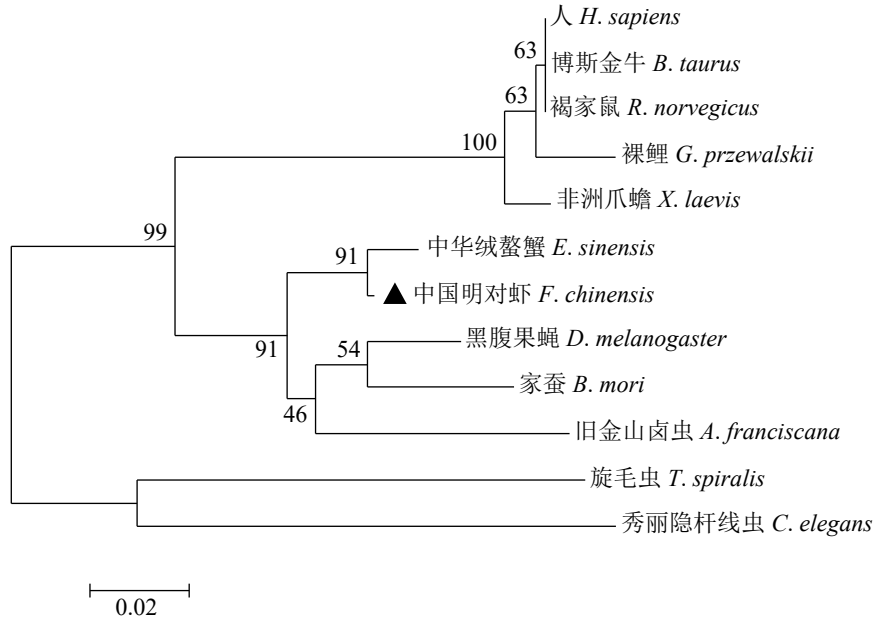 人 H. sapiens
63
博斯金牛 B. taurus
63
褐家鼠 R. norvegicus
100
裸鲤 G. przewalskii
非洲爪蟾 X. laevis
99
91
中华绒螯蟹 E. sinensis
中国明对虾 F. chinensis
91
黑腹果蝇 D. melanogaster
54
家蚕 B. mori
46
旧金山卤虫 A. franciscana
旋毛虫 T. spiralis
秀丽隐杆线虫 C. elegans
0.02